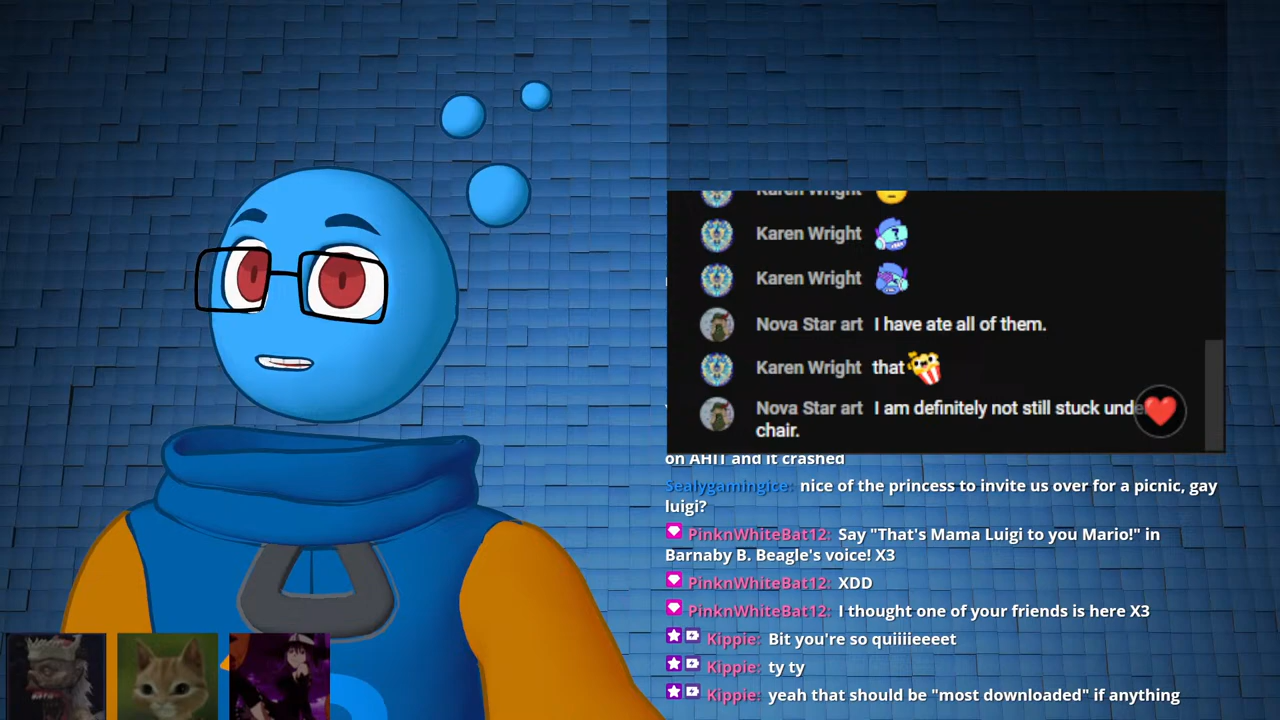 Karen Wright
Karen Wright
Karen Wright
Nova Star art I have ate all of them.
Karen Wright that
Nova Star art I am definitely not still stuck unde
chair.
on AHIT and it crashed
Sealygamingice: nice of the princess to invite us over for a picnic, gay
luigi?
PinknWhiteBat12: Say "That's Mama Luigi to you Mario!" in
Barnaby B. Beagle's voice! X3
PinknWhiteBat12: XDD
PinknWhiteBat12: I thought one of your friends is here X3
Kippie: Bit you're so quiiiieeeet
Kippie: ty ty
Kippie: yeah that should be "most downloaded" if anything